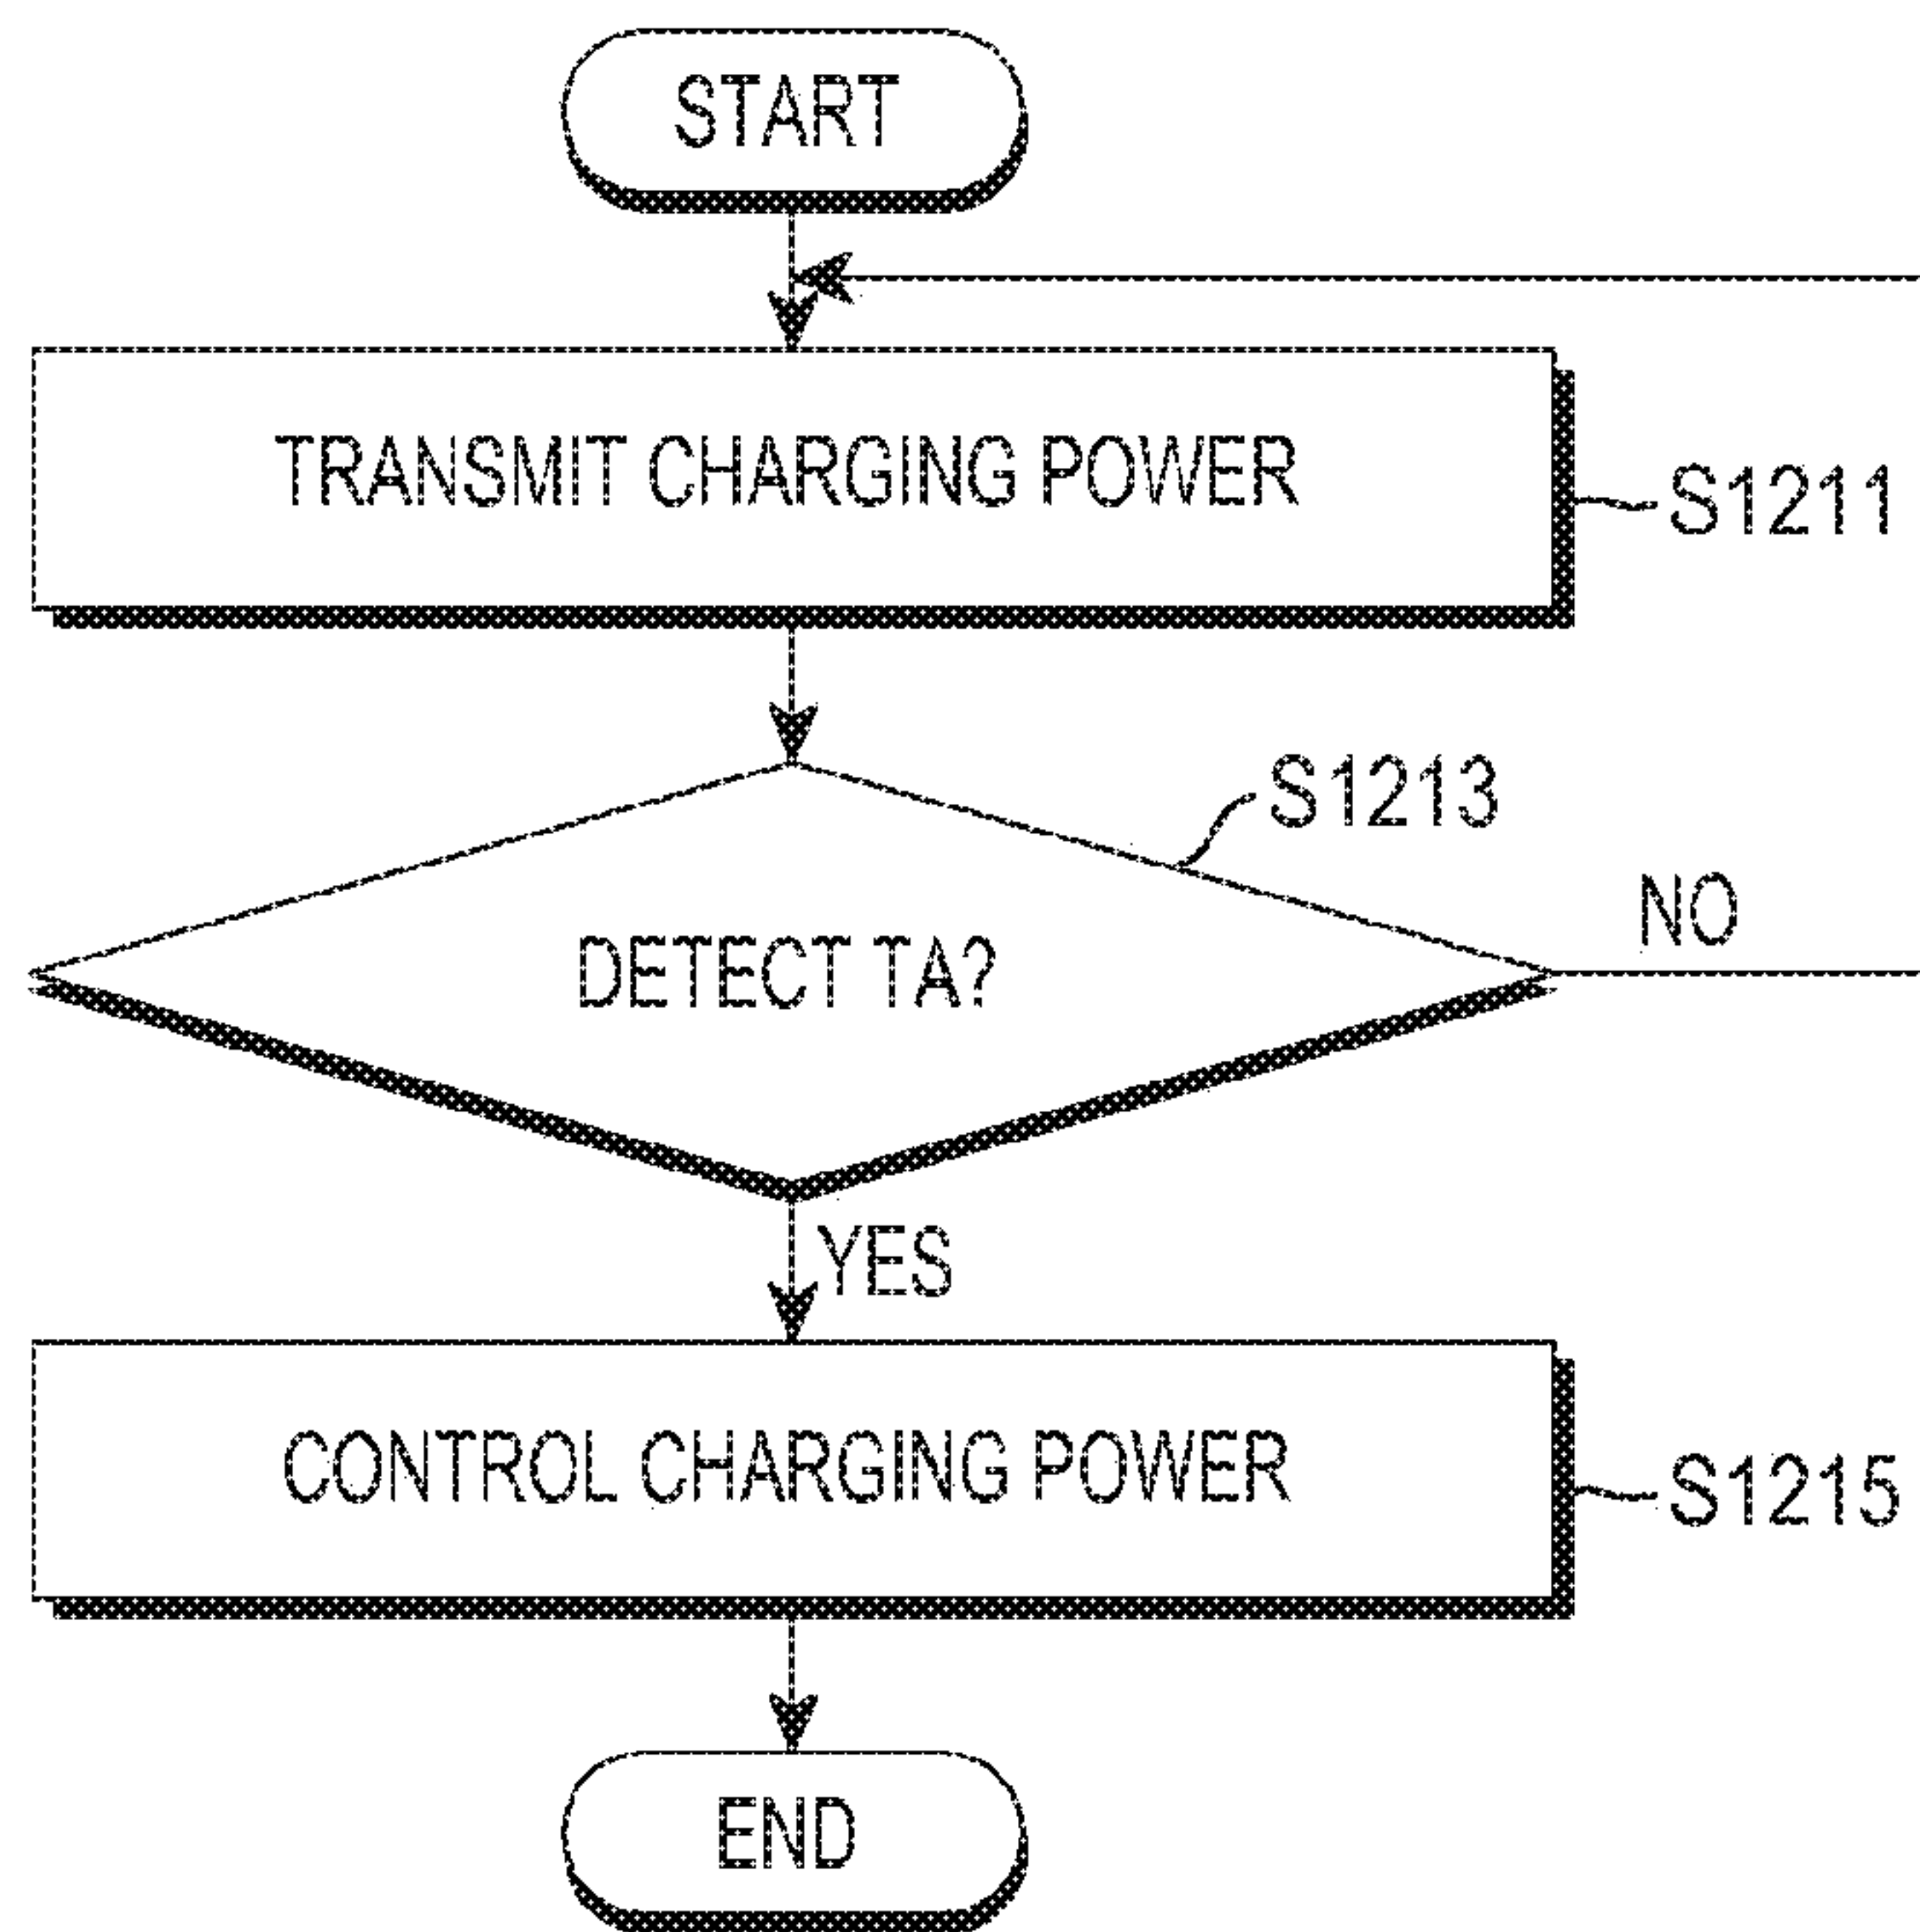 START
TRANSMIT CHARGING POWER
S1211
S1213
DETECT TA?
NO
YES
CONTROL CHARGING POWER
S1215
END